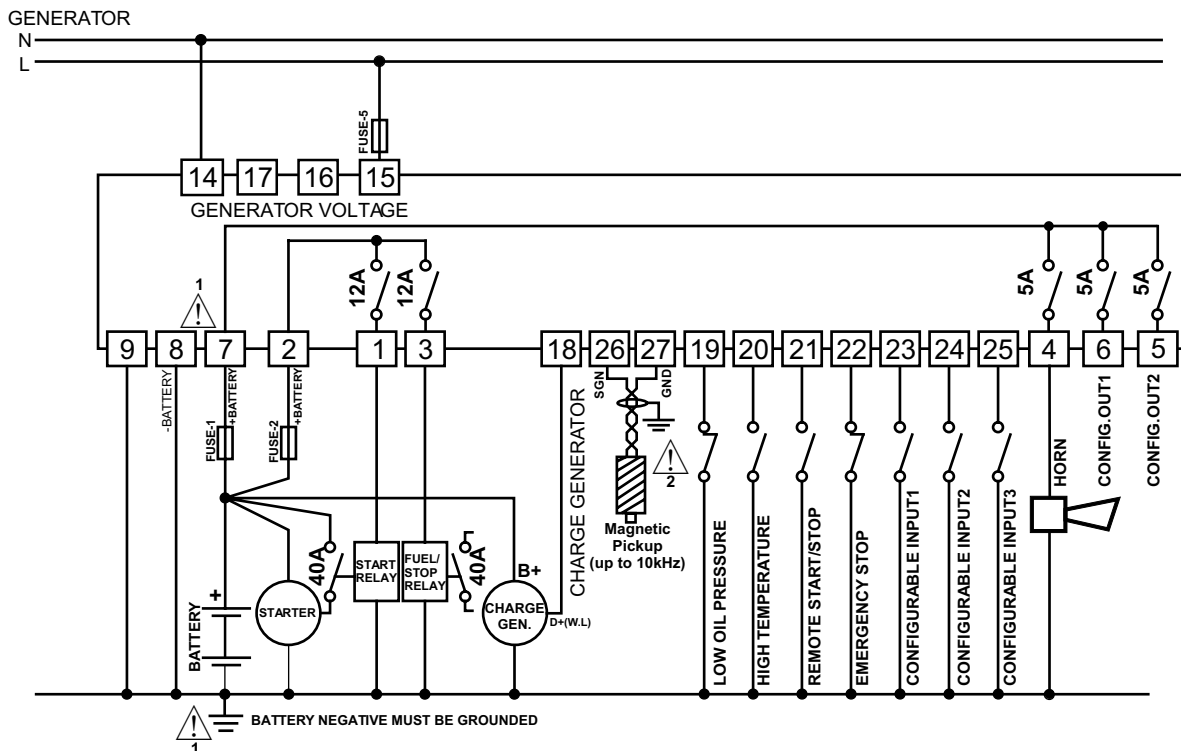 GENERATOR
N
L
FUSE-5
14 17 16 15
GENERATOR VOLTAGE
12A 12A 5A 5A 5A
1
9 8 7 2 1 3 18 26 27 19 20 21 22 23 24 25 4 6 5
-BATTERY
+BATTERY
FUSE-1
+BATTERY
FUSE-2
CHARGE GENERATOR
SGN
GND
2
Magnetic
Pickup
(up to 10kHz)
LOW OIL PRESSURE
HIGH TEMPERATURE
REMOTE START/STOP
EMERGENCY STOP
CONFIGURABLE INPUT1
CONFIGURABLE INPUT2
CONFIGURABLE INPUT3
HORN
CONFIG.OUT1
CONFIG.OUT2
BATTERY
+
STARTER
40A
START
RELAY
FUEL/
STOP
RELAY
40A
B+
CHARGE
GEN.
D+(W.L)
1
BATTERY NEGATIVE MUST BE GROUNDED